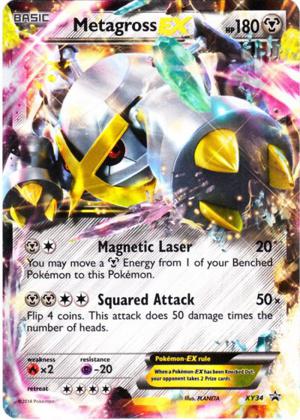 BASIC
Metagross EX HP180
Magnetic Laser 20
You may move a Energy from 1 of your Benched
Pokémon to this Pokémon.
Squared Attack 50×
Flip 4 coins. This attack does 50 damage times the
number of heads.
weakness resistance
×2 -20
retreat
Pokémon-EX rule
When a Pokémon-EX has been Knocked Out,
your opponent takes 2 Prize cards.
©2014 Pokémon
Illus. PLANETA
XY34
PROMO